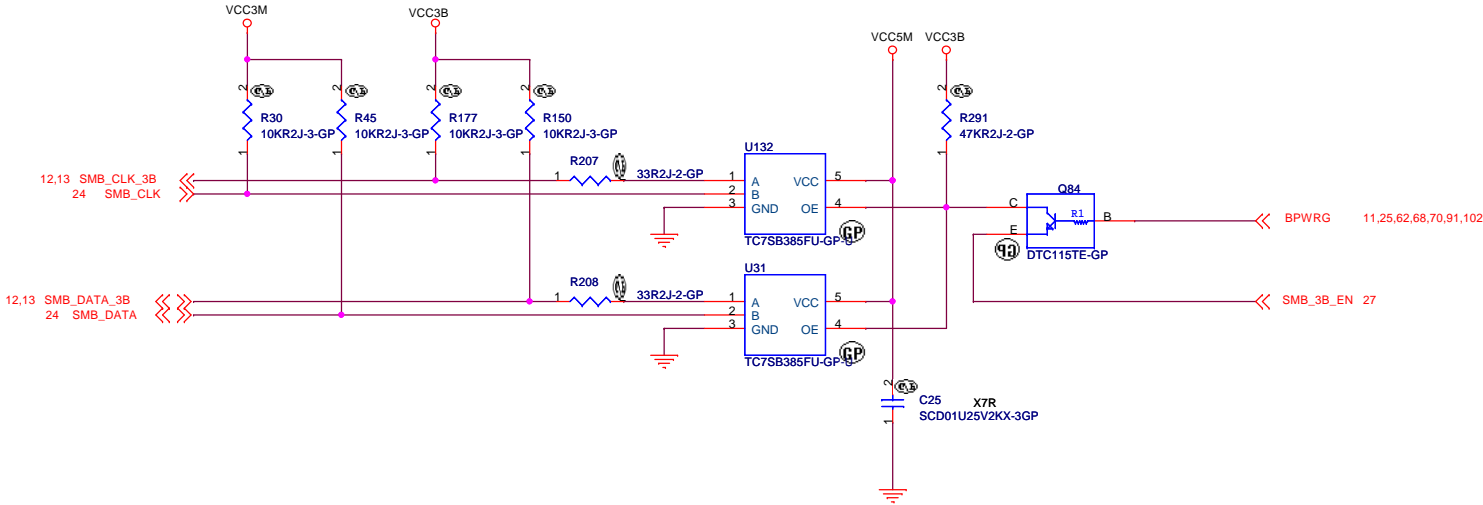 VCC3M
VCC3B
VCC5M VCC3B
2 2 2 2 2
R30 R45 R177 R150 R291
10KR2J-3-GP 10KR2J-3-GP 10KR2J-3-GP 10KR2J-3-GP 47KR2J-2-GP
1 1 1 1 1
R207 U132
12,13 SMB_CLK_3B 1 2 33R2J-2-GP 1 A VCC 5
24 SMB_CLK 2 B
3 GND OE 4
TC7SB385FU-GP-U GP
Q84
C R1 B BPWRG 11,25,62,68,70,91,102
E
GP DTC115TE-GP
R208 U31
12,13 SMB_DATA_3B 1 2 33R2J-2-GP 1 A VCC 5 SMB_3B_EN 27
24 SMB_DATA 2 B
3 GND OE 4
TC7SB385FU-GP-U GP
2
C25 X7R
SCD01U25V2KX-3GP
1